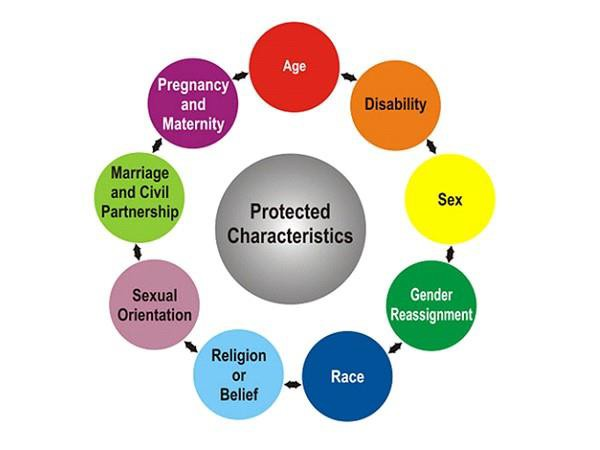 Age
Disability
Sex
Gender
Reassignment
Race
Religion
or
Belief
Sexual
Orientation
Marriage
and Civil
Partnership
Pregnancy
and
Maternity
Protected
Characteristics